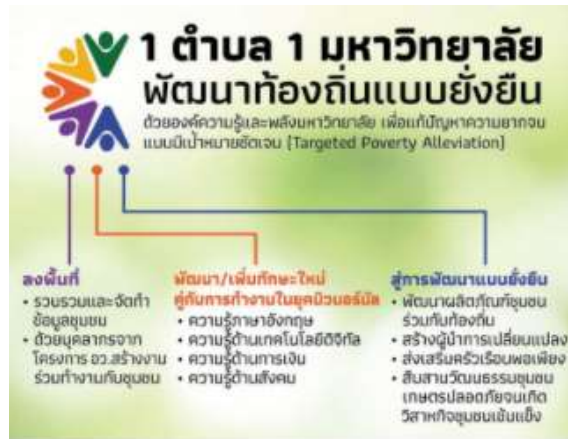 1 ตำบล 1 มหาวิทยาลัย
พัฒนาท้องถิ่นแบบยั่งยืน
ด้วยองค์ความรู้และพลังมหาวิทยาลัย เพื่อแก้ปัญหาความยากจน
แบบมีเป้าหมายชัดเจน [Targeted Poverty Alleviation]
ลงพื้นที่
• รวบรวมและจัดทำ
ข้อมูลชุมชน
• ด้วยบุคลากรจาก
โครงการ อว.สร้างงาน
ร่วมทำงานกับชุมชน
พัฒนา/เพิ่มทักษะใหม่
คู่กับการทำงานในยุคนิวนอร์มัล
• ความรู้ภาษาอังกฤษ
• ความรู้ด้านเทคโนโลยีดิจิทัล
• ความรู้ด้านการเงิน
• ความรู้ด้านสังคม
สู่การพัฒนาแบบยั่งยืน
• พัฒนาผลิตภัณฑ์ชุมชน
ร่วมกับท้องถิ่น
• สร้างผู้นำการเปลี่ยนแปลง
• ส่งเสริมครัวเรือนพอเพียง
• สืบสานวัฒนธรรมชุมชน
เกษตรปลอดภัยจนเกิด
วิสาหกิจชุมชนเข้มแข็ง